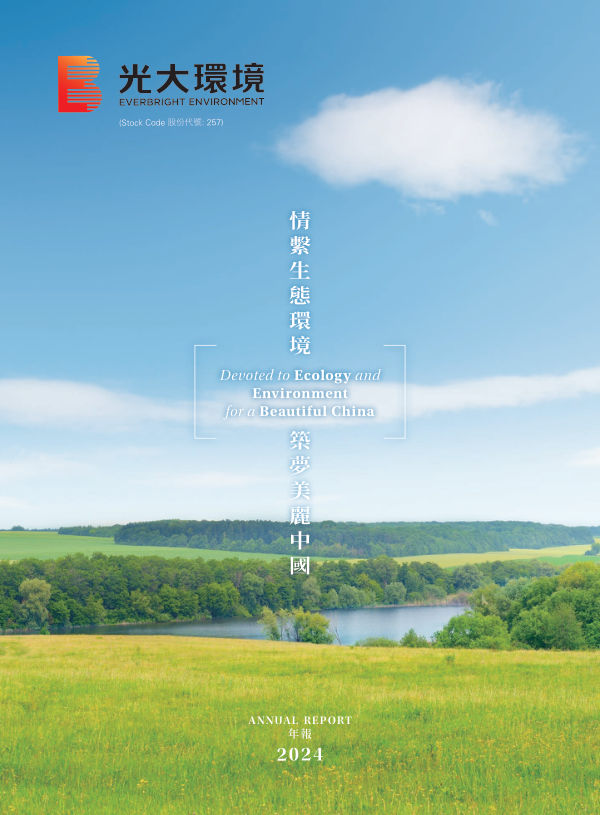 光大環境
EVERBRIGHT ENVIRONMENT
(Stock Code 股份代號: 257)
情繫生態環境
Devoted to Ecology and
Environment
for a Beautiful China
築夢美麗中國
ANNUAL REPORT
年報
2024